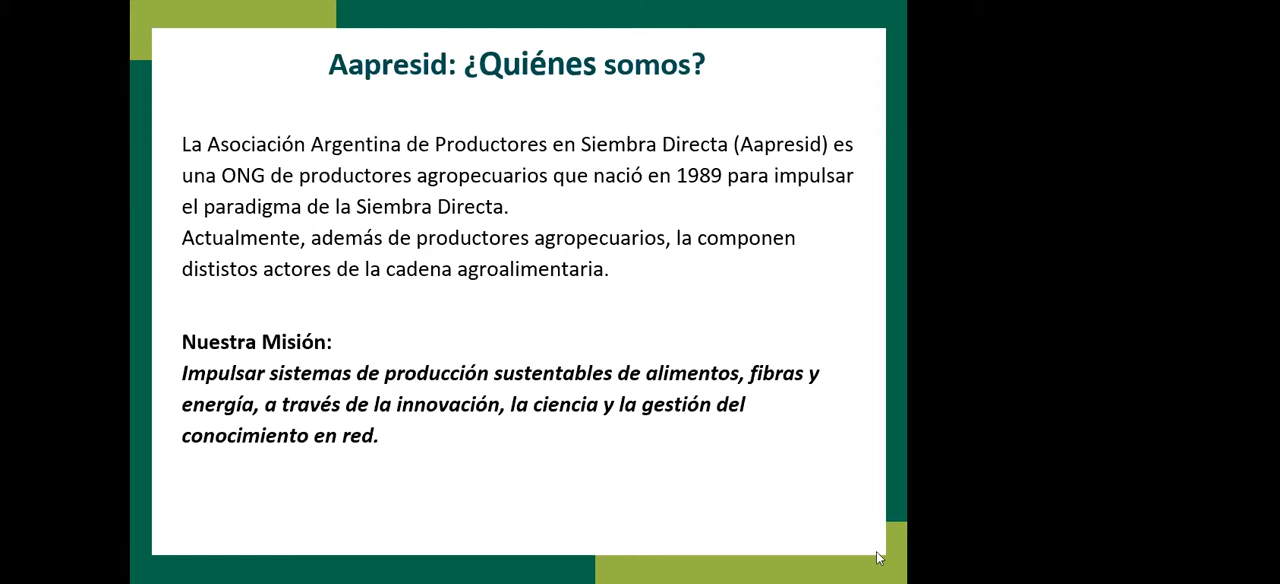 Aapresid: ¿Quiénes somos?
La Asociación Argentina de Productores en Siembra Directa (Aapresid) es
una ONG de productores agropecuarios que nació en 1989 para impulsar
el paradigma de la Siembra Directa.
Actualmente, además de productores agropecuarios, la componen
dististos actores de la cadena agroalimentaria.
Nuestra Misión:
Impulsar sistemas de producción sustentables de alimentos, fibras y
energía, a través de la innovación, la ciencia y la gestión del
conocimiento en red.